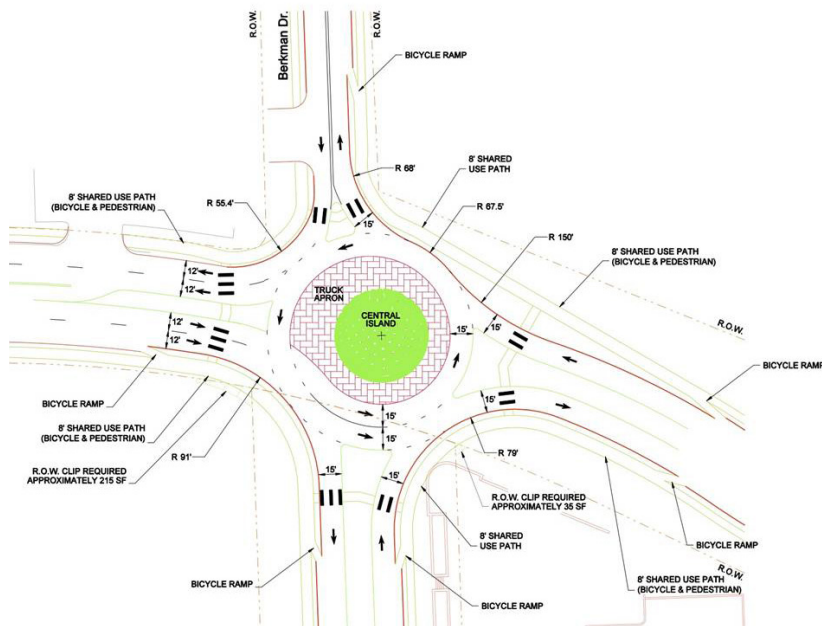 R.O.W.
Berkman Dr.
R.O.W.
BICYCLE RAMP
R 68'
8' SHARED
USE PATH
8' SHARED USE PATH
(BICYCLE & PEDESTRIAN)
R 55.4'
R 67.5'
15'
R 150'
8' SHARED USE PATH
(BICYCLE & PEDESTRIAN)
12'
12'
TRUCK
APRON
CENTRAL
ISLAND
R.O.W.
12'
12'
15'
15'
BICYCLE RAMP
BICYCLE RAMP
15'
8' SHARED USE PATH
(BICYCLE & PEDESTRIAN)
15'
15'
R 91'
R 79'
R.O.W. CLIP REQUIRED
APPROXIMATELY 215 SF
15'
15'
R.O.W. CLIP REQUIRED
APPROXIMATELY 35 SF
8' SHARED
USE PATH
BICYCLE RAMP
R.O.W.
BICYCLE RAMP
8' SHARED USE PATH
(BICYCLE & PEDESTRIAN)
BICYCLE RAMP